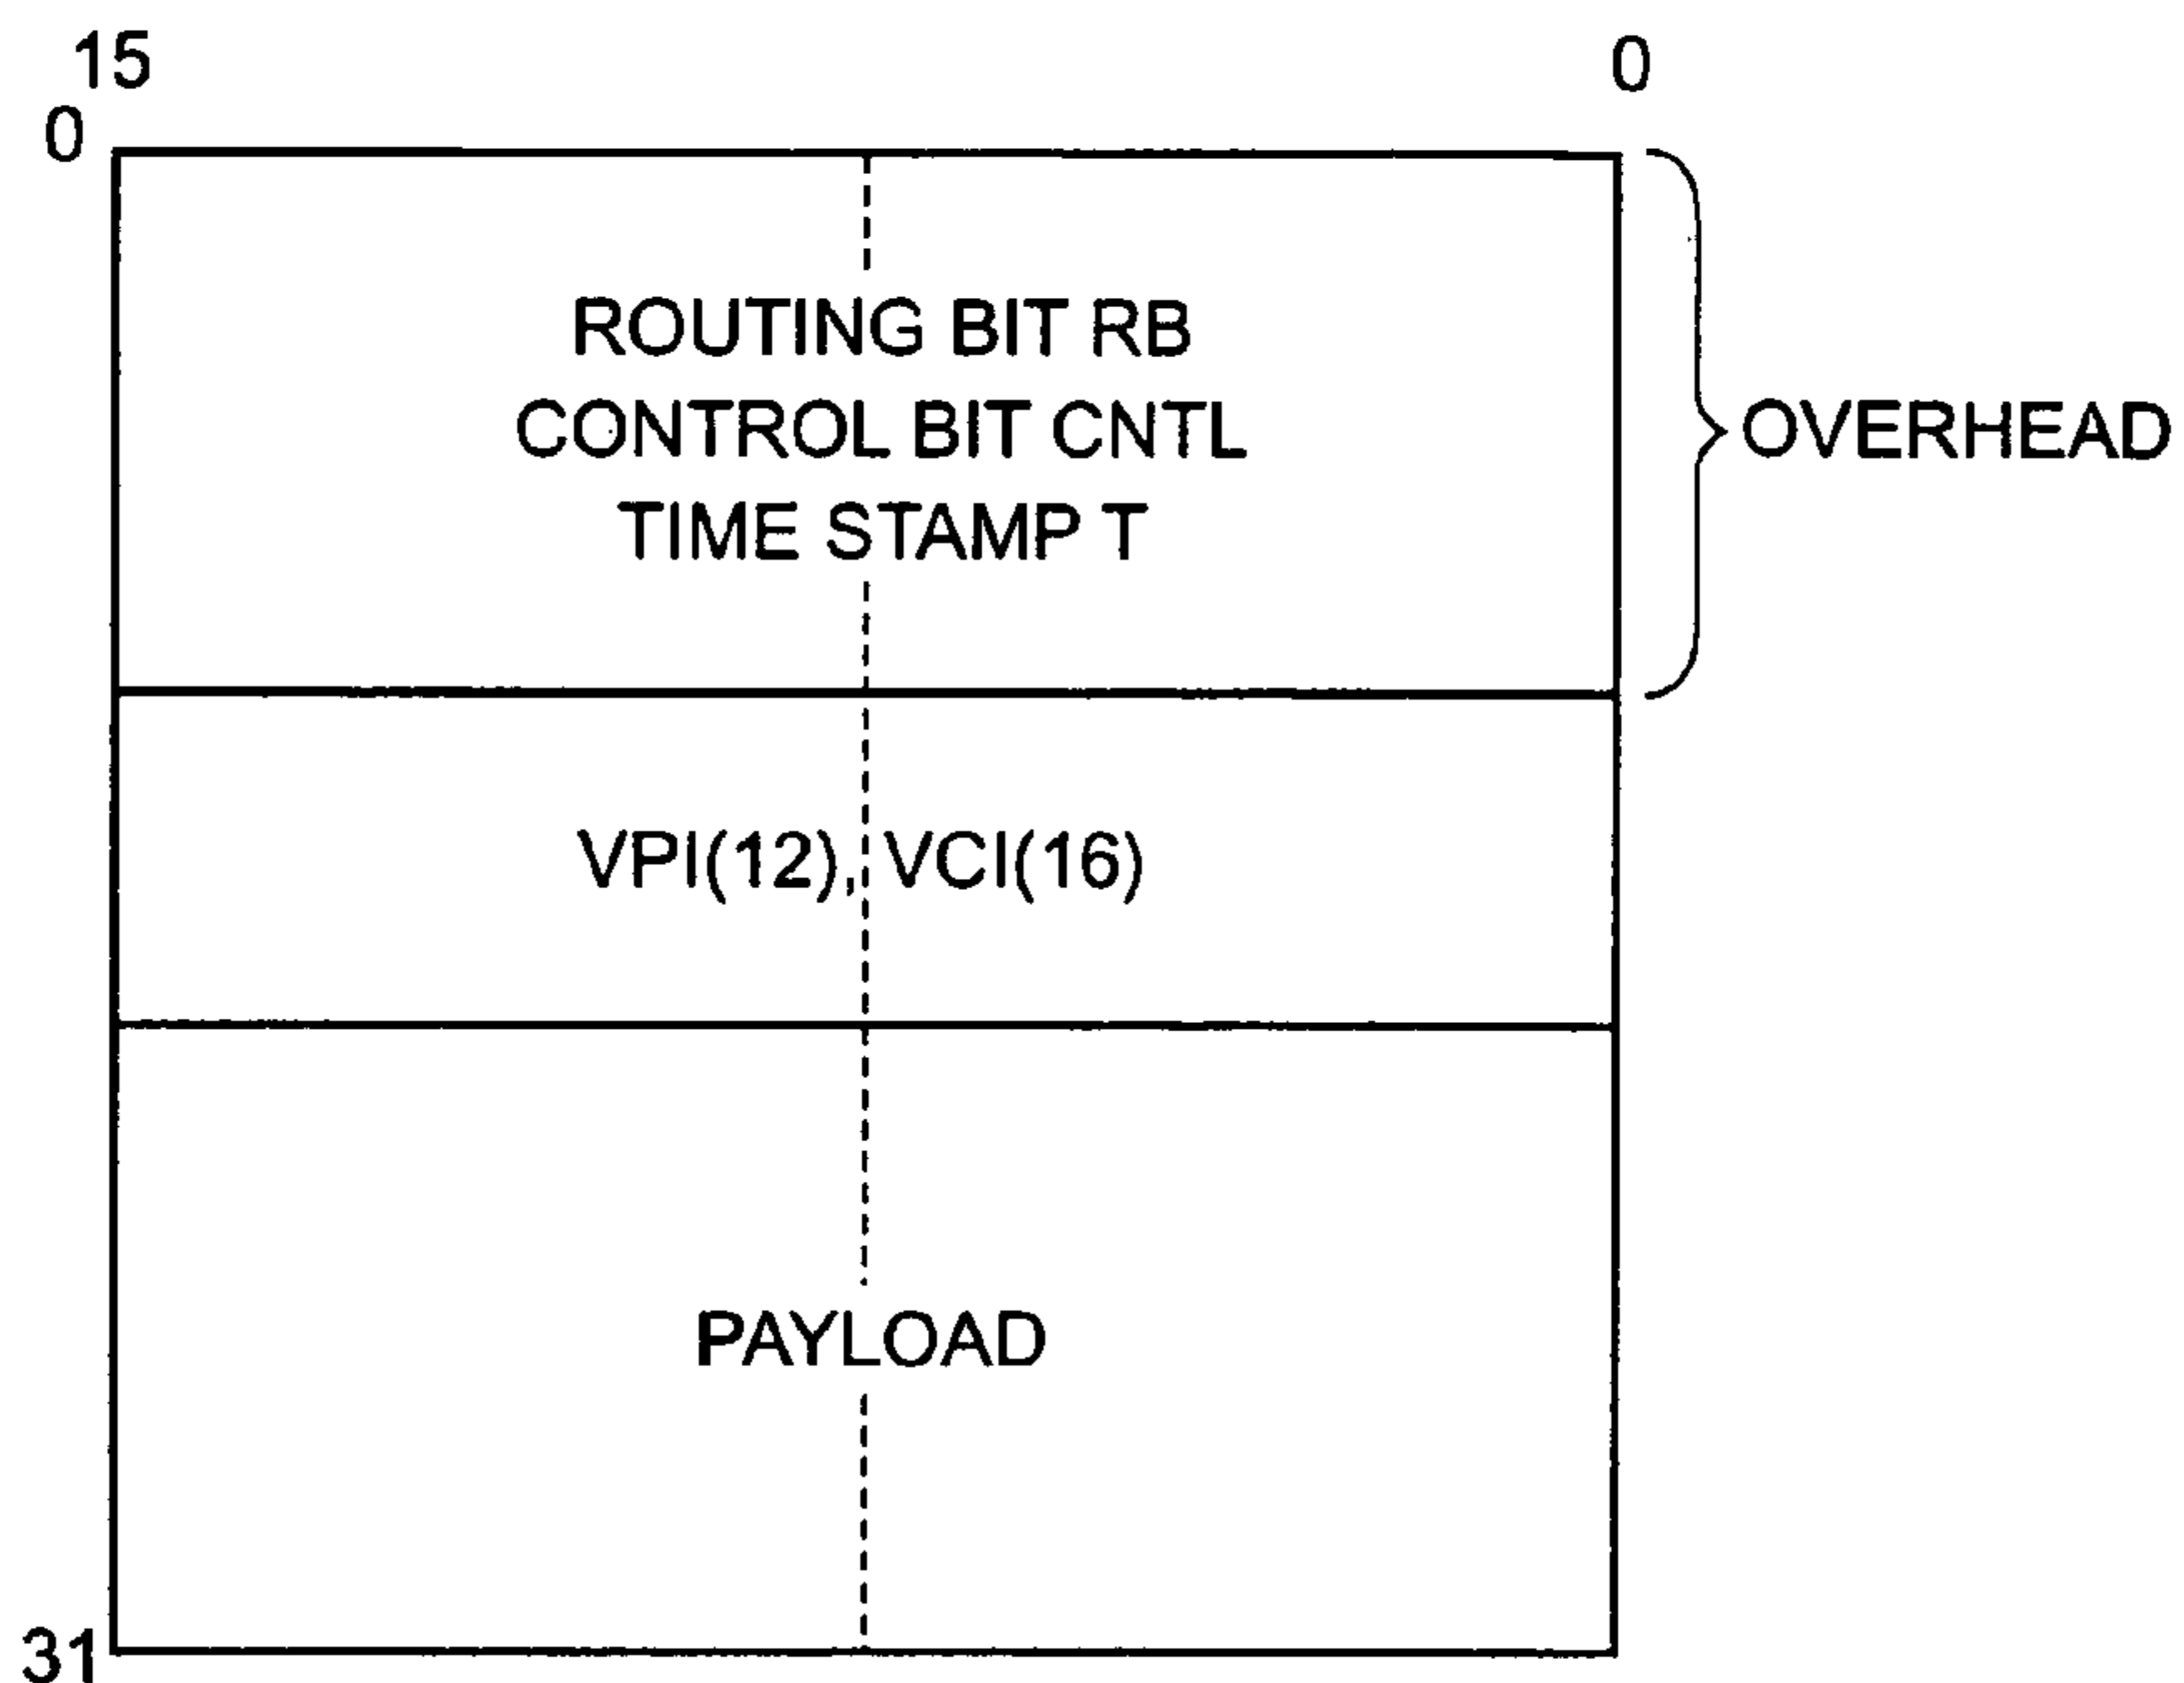 15 0
0
ROUTING BIT RB
CONTROL BIT CNTL
TIME STAMP T
OVERHEAD
VPI(12), VCI(16)
PAYLOAD
31